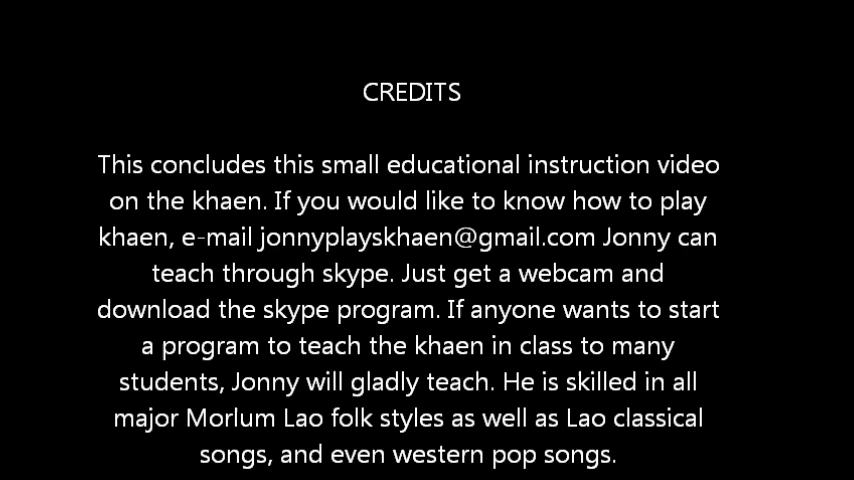 CREDITS
This concludes this small educational instruction video
on the khaen. If you would like to know how to play
khaen, e-mail jonnyplayskhaen@gmail.com Jonny can
teach through skype. Just get a webcam and
download the skype program. If anyone wants to start
a program to teach the khaen in class to many
students, Jonny will gladly teach. He is skilled in all
major Morlum Lao folk styles as well as Lao classical
songs, and even western pop songs.